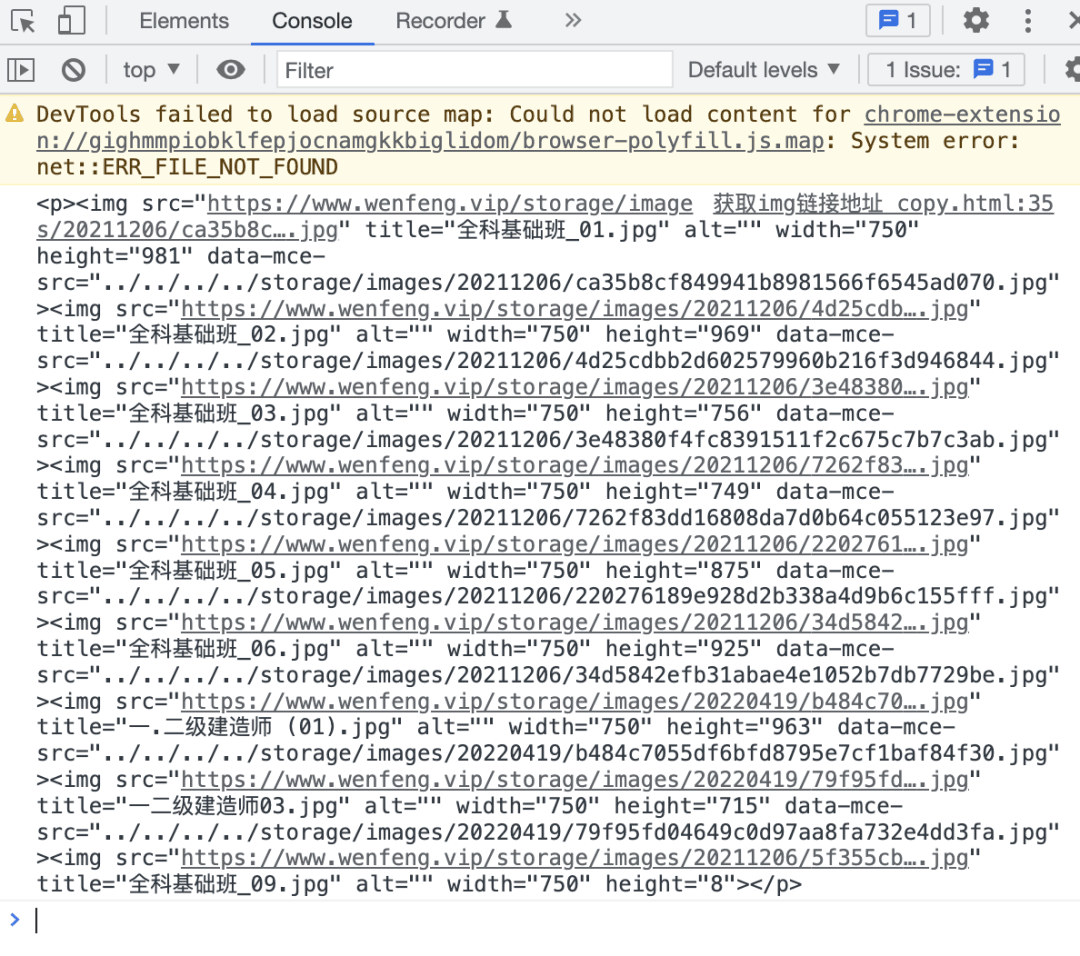 Elements Console Recorder 1
top Filter Default levels 1 Issue: 1
DevTools failed to load source map: Could not load content for chrome-extensio
n://gighmmpiobklfepjocnamgkkbiglidom/browser-polyfill.js.map: System error:
net::ERR_FILE_NOT_FOUND
<p><img src="https://www.wenfeng.vip/storage/image 获取img链接地址 copy.html:35
s/20211206/ca35b8c….jpg" title="全科基础班_01.jpg" alt="" width="750"
height="981" data-mce-
src="../../../../storage/images/20211206/ca35b8cf849941b8981566f6545ad070.jpg"
><img src="https://www.wenfeng.vip/storage/images/20211206/4d25cdb….jpg"
title="全科基础班_02.jpg" alt="" width="750" height="969" data-mce-
src="../../../../storage/images/20211206/4d25cdbb2d602579960b216f3d946844.jpg"
><img src="https://www.wenfeng.vip/storage/images/20211206/3e48380….jpg"
title="全科基础班_03.jpg" alt="" width="750" height="756" data-mce-
src="../../../../storage/images/20211206/3e48380f4fc8391511f2c675c7b7c3ab.jpg"
><img src="https://www.wenfeng.vip/storage/images/20211206/7262f83….jpg"
title="全科基础班_04.jpg" alt="" width="750" height="749" data-mce-
src="../../../../storage/images/20211206/7262f83dd16808da7d0b64c055123e97.jpg"
><img src="https://www.wenfeng.vip/storage/images/20211206/2202761….jpg"
title="全科基础班_05.jpg" alt="" width="750" height="875" data-mce-
src="../../../../storage/images/20211206/220276189e928d2b338a4d9b6c155fff.jpg"
><img src="https://www.wenfeng.vip/storage/images/20211206/34d5842….jpg"
title="全科基础班_06.jpg" alt="" width="750" height="925" data-mce-
src="../../../../storage/images/20211206/34d5842efb31abae4e1052b7db7729be.jpg"
><img src="https://www.wenfeng.vip/storage/images/20220419/b484c70….jpg"
title="一.二级建造师 (01).jpg" alt="" width="750" height="963" data-mce-
src="../../../../storage/images/20220419/b484c7055df6bfd8795e7cf1baf84f30.jpg"
><img src="https://www.wenfeng.vip/storage/images/20220419/79f95fd….jpg"
title="一二级建造师03.jpg" alt="" width="750" height="715" data-mce-
src="../../../../storage/images/20220419/79f95fd04649c0d97aa8fa732e4dd3fa.jpg"
><img src="https://www.wenfeng.vip/storage/images/20211206/5f355cb….jpg"
title="全科基础班_09.jpg" alt="" width="750" height="8"></p>